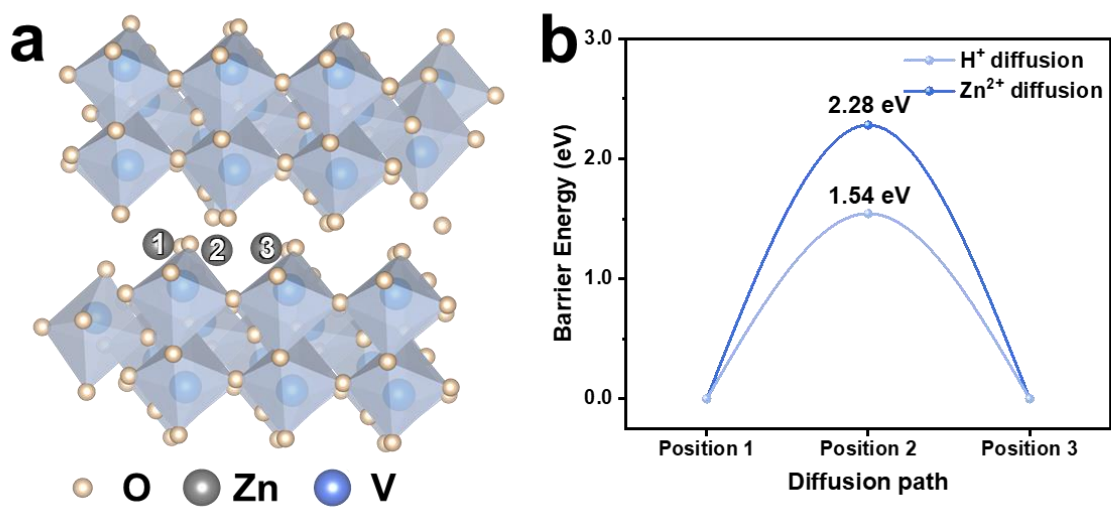 a
1 2 3
O Zn V
b
3.0
2.0
1.0
0.0
Barrier Energy (eV)
H⁺ diffusion
Zn²⁺ diffusion
2.28 eV
1.54 eV
Position 1 Position 2 Position 3
Diffusion path